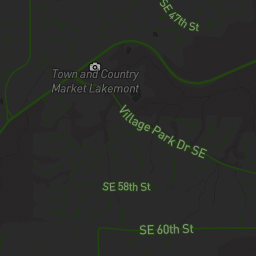 SE 47th St
Town and Country
Market Lakemont
Village Park Dr SE
SE 58th St
SE 60th St